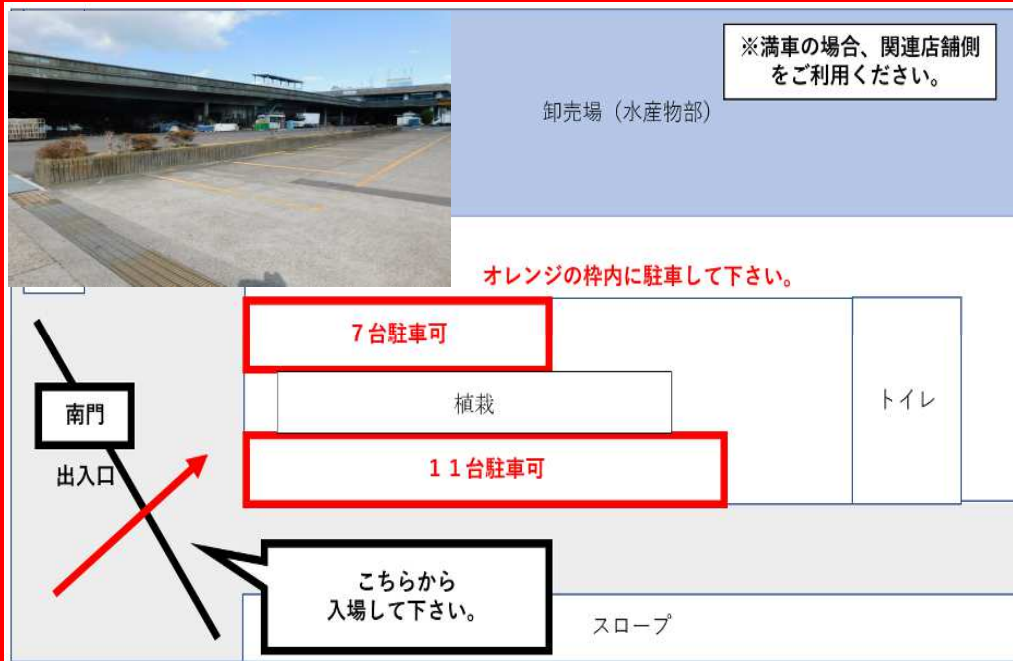 ※満車の場合、関連店舗側
をご利用ください。
卸売場（水産物部）
オレンジの枠内に駐車して下さい。
７台駐車可
植栽
トイレ
南門
出入口
１１台駐車可
こちらから
入場して下さい。
スロープ